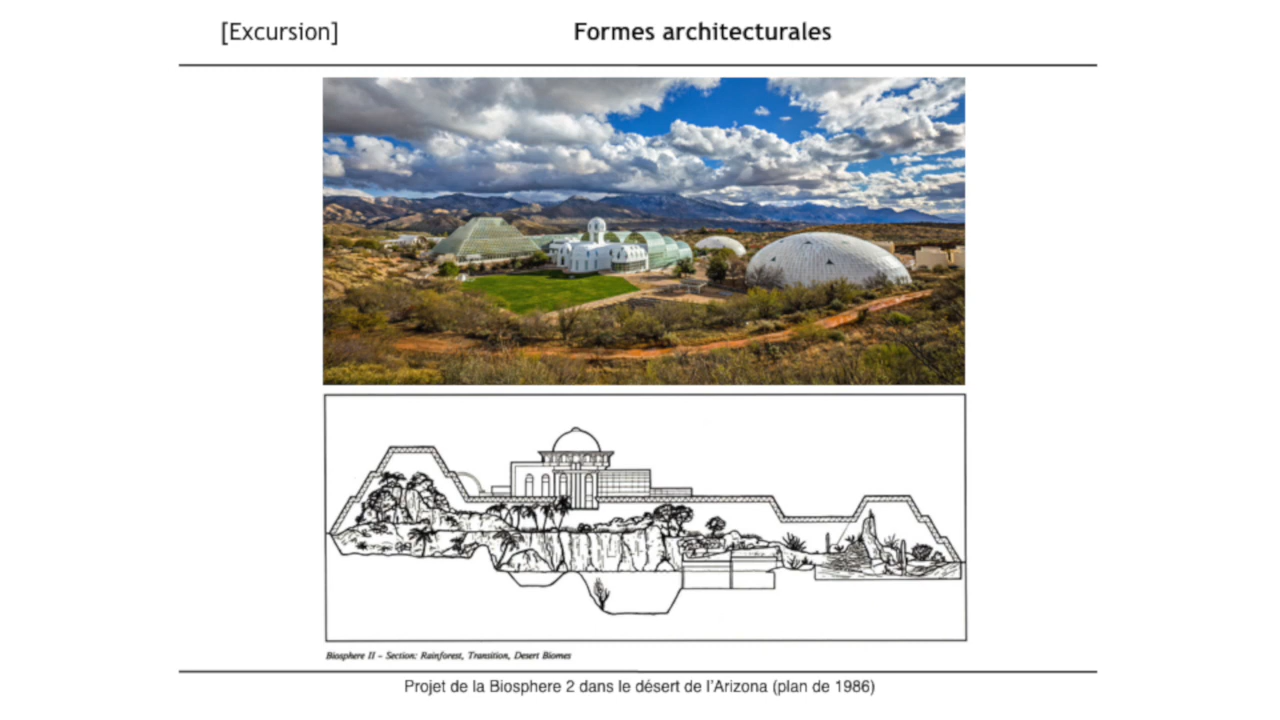 [Excursion]
Formes architecturales
Biosphere II – Section: Rainforest, Transition, Desert Biomes
Projet de la Biosphere 2 dans le désert de l'Arizona (plan de 1986)